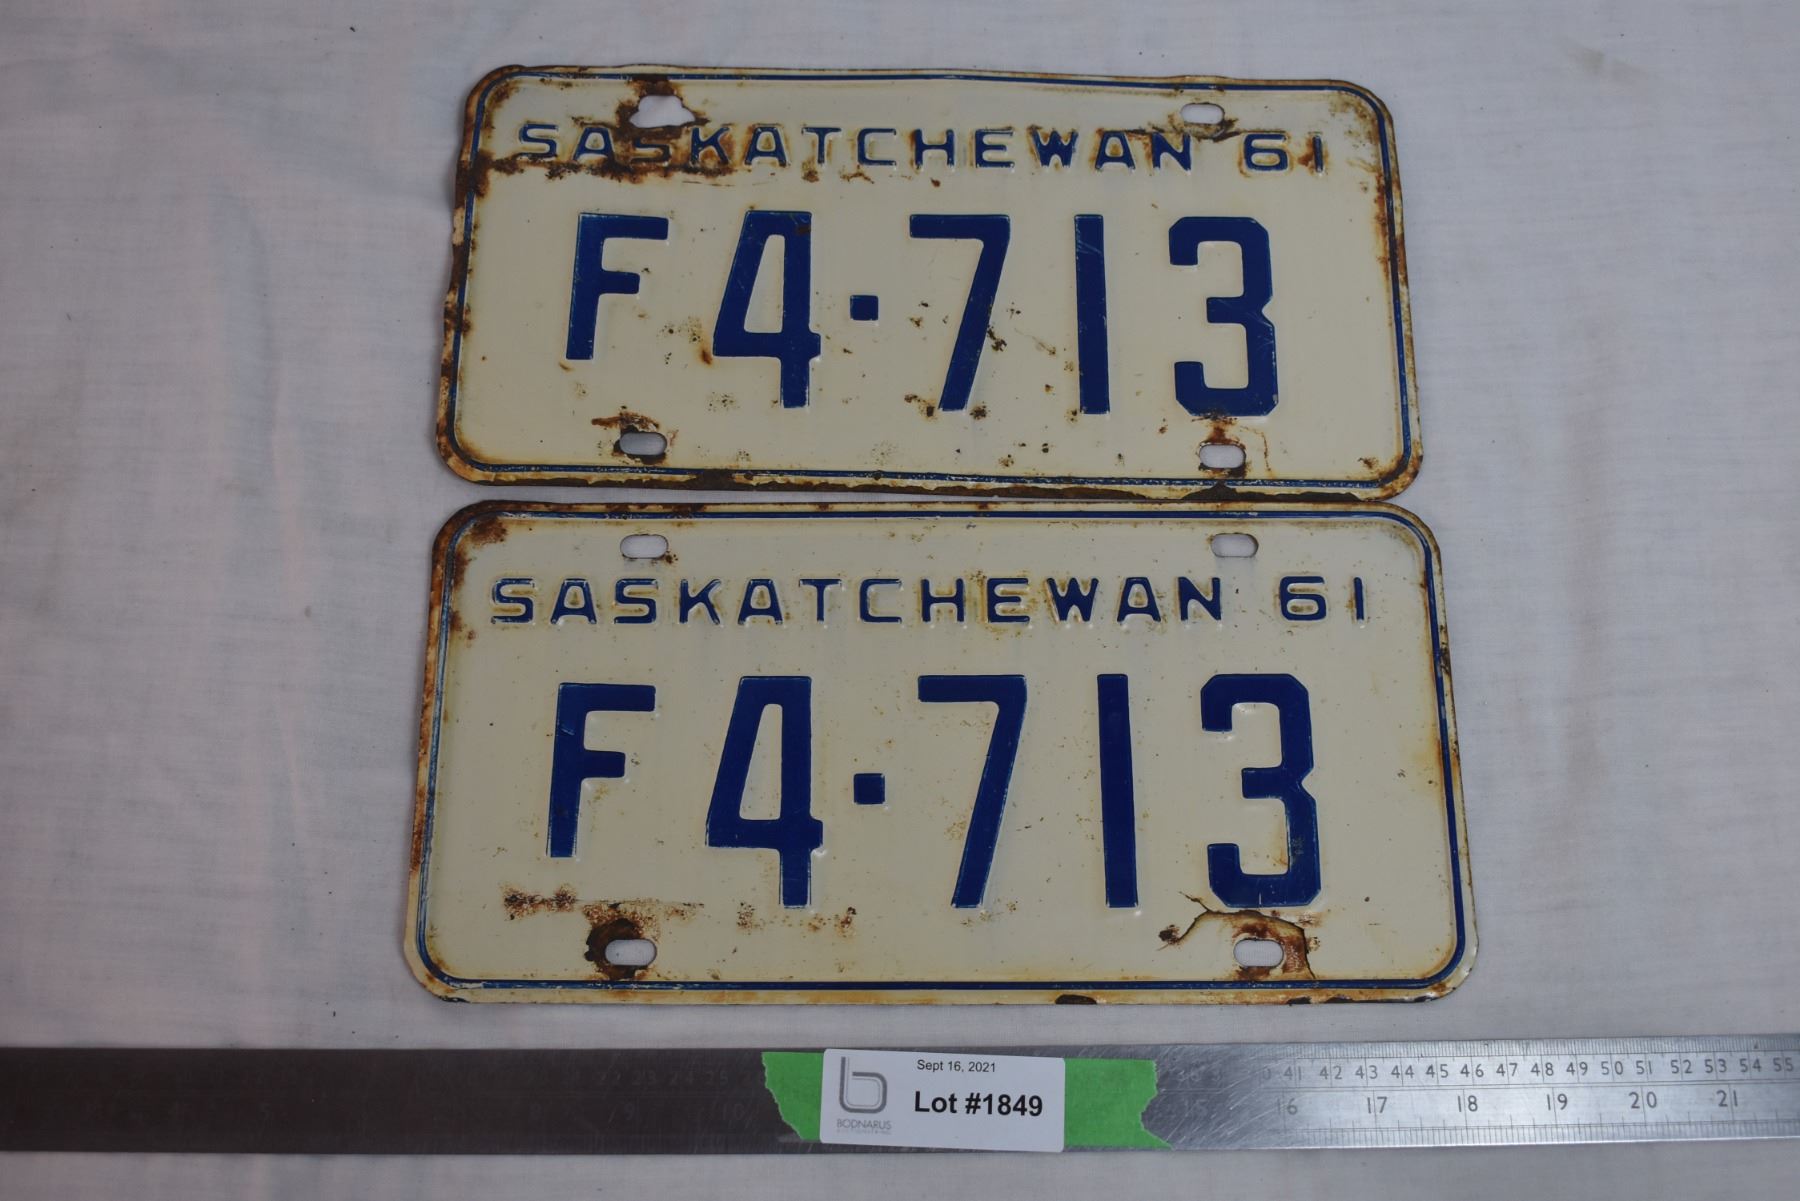 SASKATCHEWAN 61
F4·713
SASKATCHEWAN 61
F4·713
Sept 16, 2021
Lot #1849
BODNARUS
41 42 43 44 45 46 47 48 49 50 51 52 53 54 55
16 17 18 19 20 21